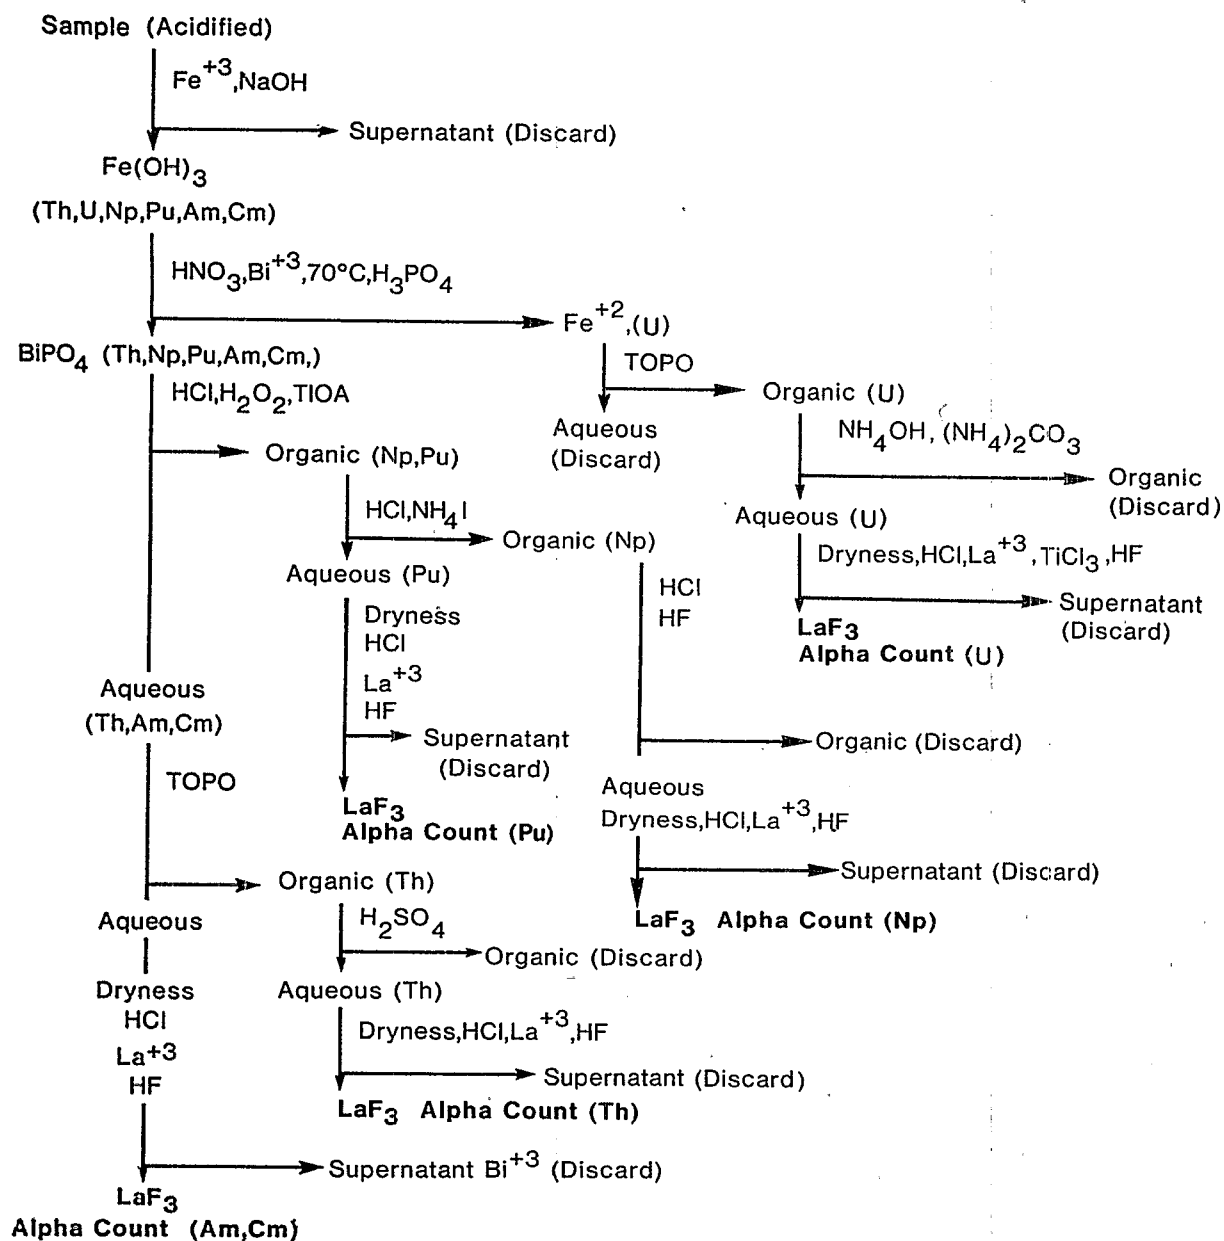 Sample (Acidified)
Fe+3,NaOH
Supernatant (Discard)
Fe(OH)3
(Th,U,Np,Pu,Am,Cm)
HNO3,Bi+3,70°C,H3PO4
Fe+2,(U)
BiPO4 (Th,Np,Pu,Am,Cm,)
HCl,H2O2,TIOA
TOPO
Organic (U)
Aqueous
(Discard)
NH4OH,(NH4)2CO3
Organic (Np,Pu)
Organic
(Discard)
HCl,NH4I
Aqueous (U)
Organic (Np)
Dryness,HCl,La+3,TiCl3,HF
Aqueous (Pu)
HCl
HF
Supernatant
(Discard)
Dryness
HCl
La+3
HF
LaF3
Alpha Count (U)
Aqueous
(Th,Am,Cm)
Supernatant
(Discard)
Organic (Discard)
TOPO
LaF3
Alpha Count (Pu)
Aqueous
Dryness,HCl,La+3,HF
Organic (Th)
Supernatant (Discard)
Aqueous
H2SO4
LaF3 Alpha Count (Np)
Organic (Discard)
Dryness
HCl
La+3
HF
Aqueous (Th)
Dryness,HCl,La+3,HF
Supernatant (Discard)
LaF3 Alpha Count (Th)
Supernatant Bi+3 (Discard)
LaF3
Alpha Count (Am,Cm)